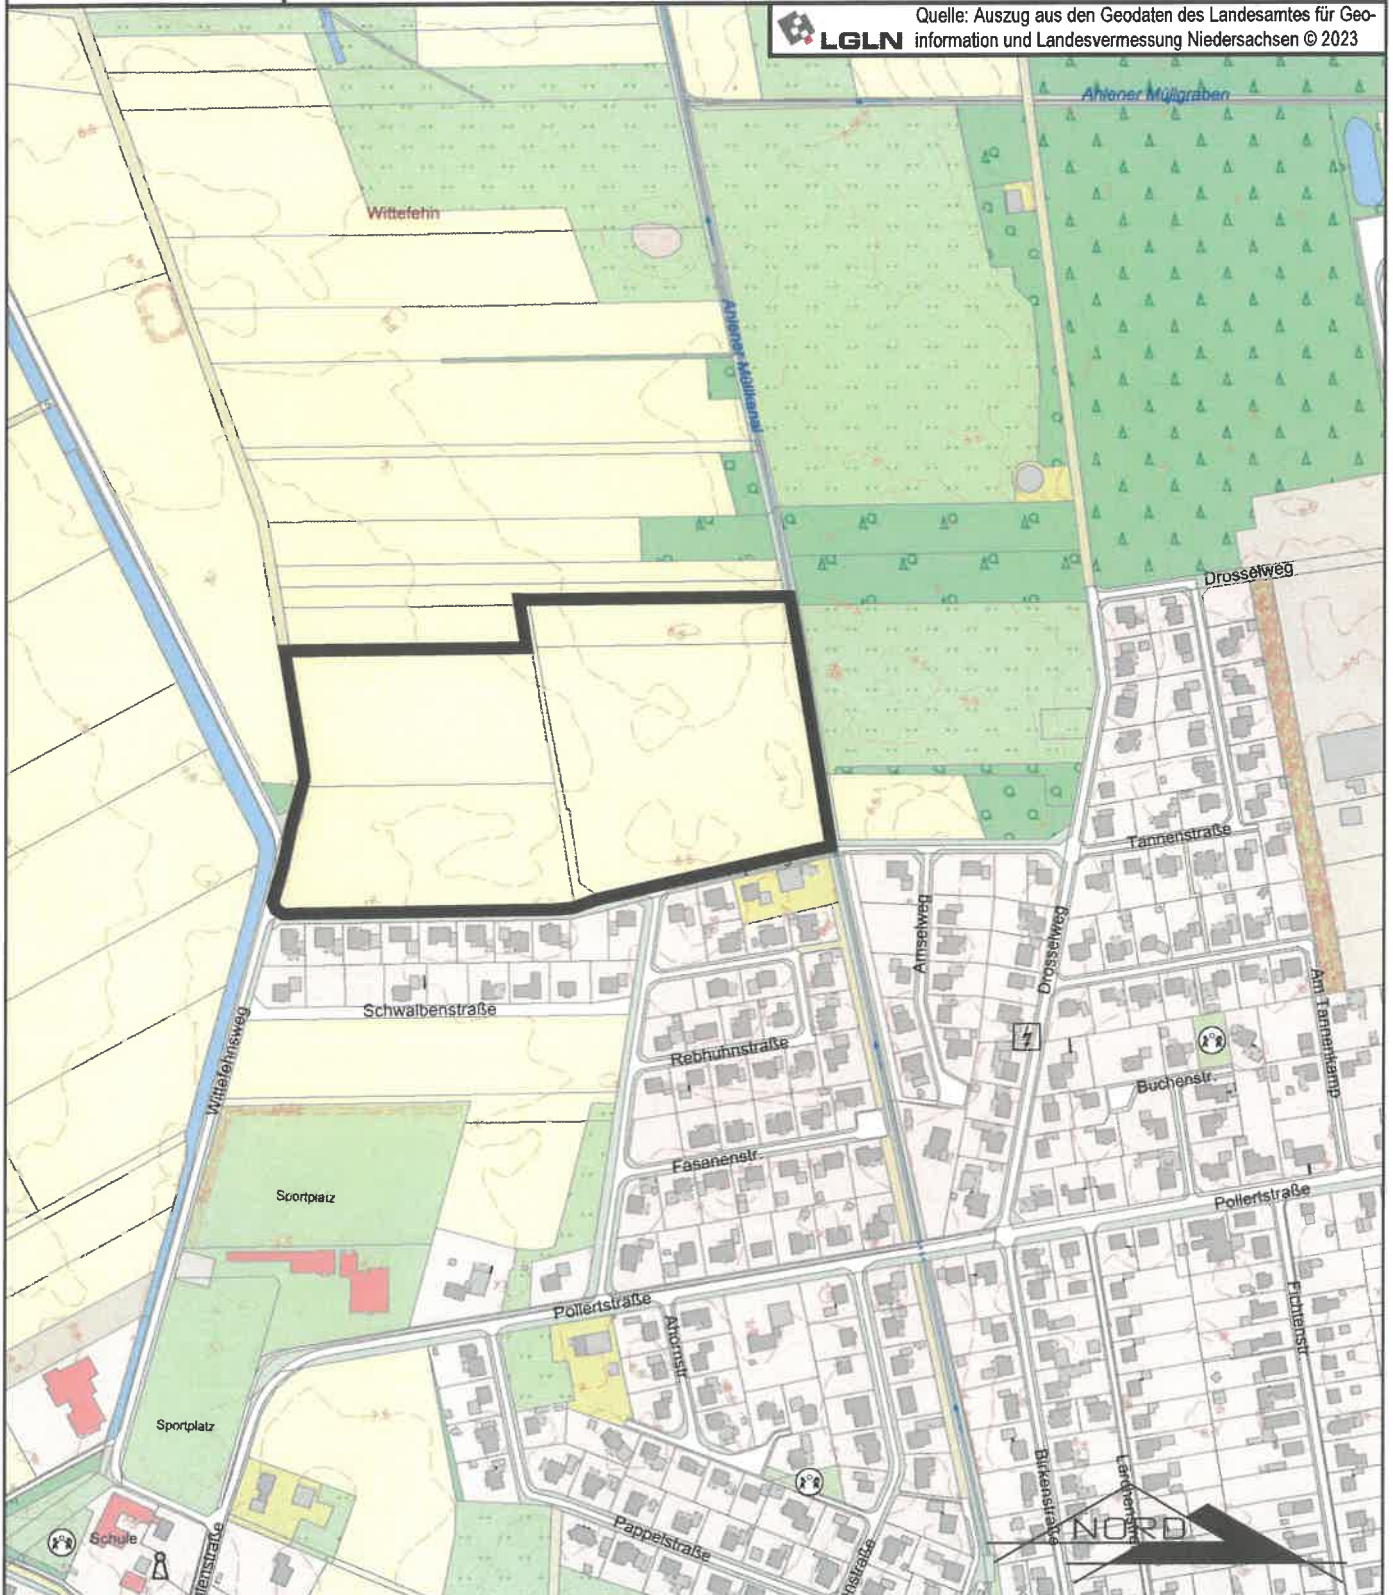 Quelle: Auszug aus den Geodaten des Landesamtes für Geo-
LGLN information und Landesvermessung Niedersachsen © 2023
Ahlener Müllgraben
Wittefehn
Ahlener Müllkanal
Drosselweg
Tannenstraße
Amselweg
Drosselweg
Am Tannenkamp
Schwalbenstraße
Wittefehnsweg
Rebhuhnstraße
Buchenstr.
Fasanenstr.
Sportplatz
Pollertstraße
Pollertstraße
Ahornstr.
Fichtenstr.
Sportplatz
Birkenstraße
Pappelstraße
NORD
Schule